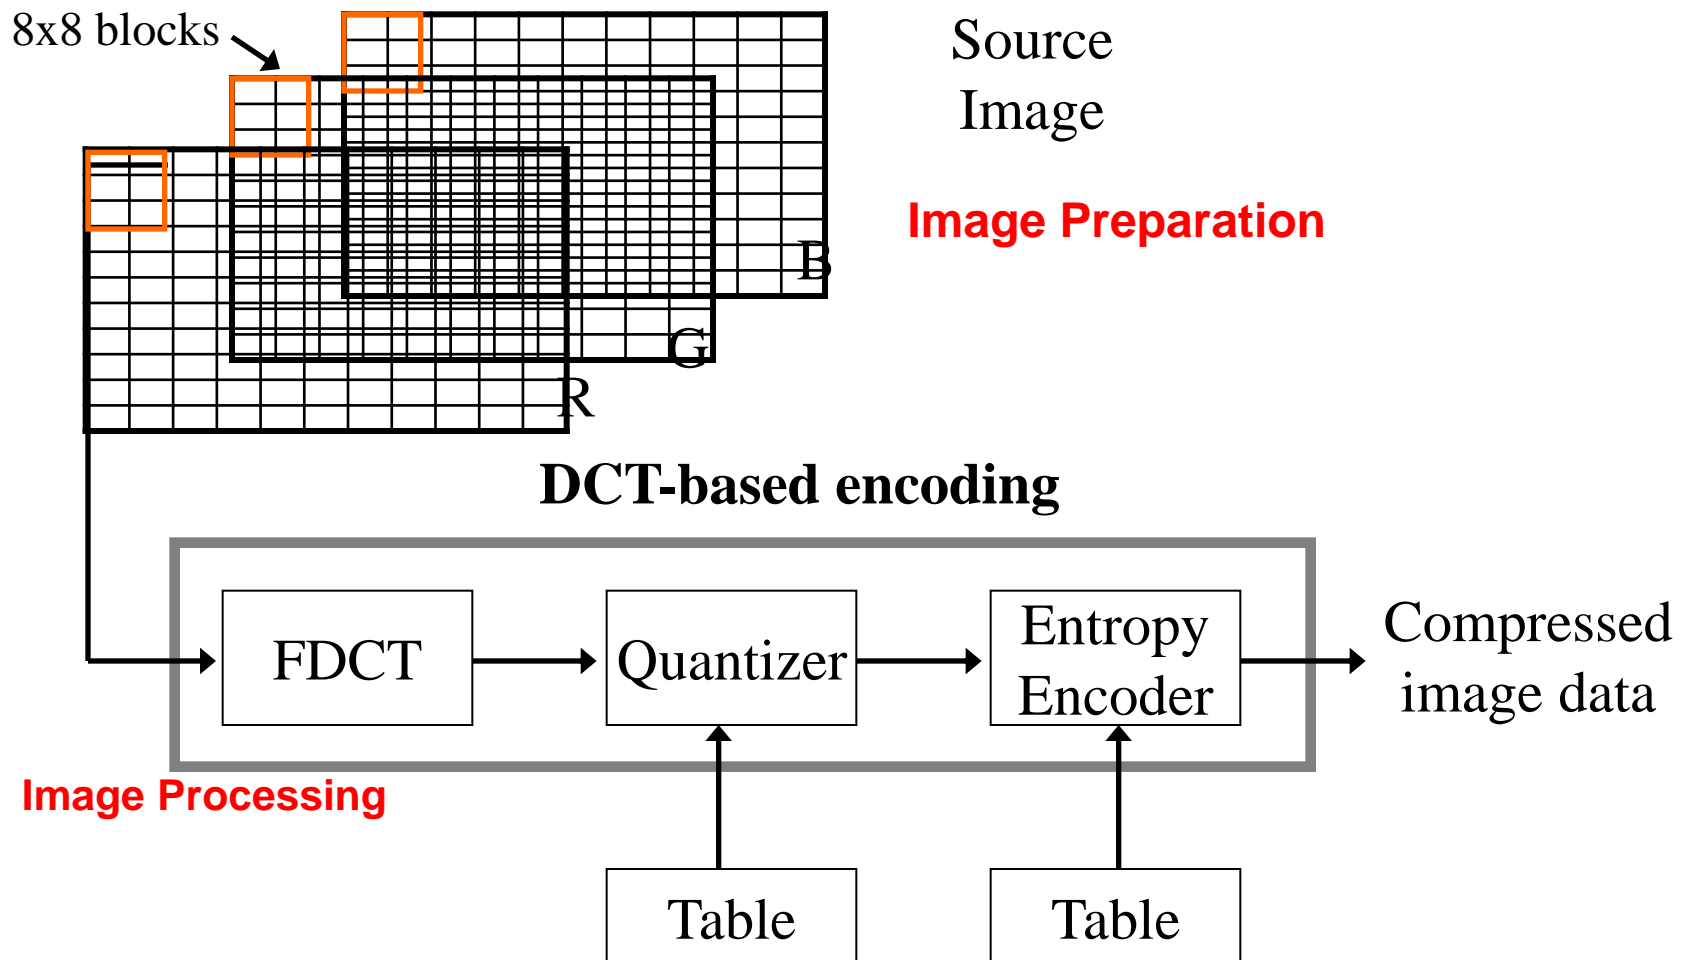 8x8 blocks
Source
Image
Image Preparation
B
G
R
DCT-based encoding
FDCT
Quantizer
Entropy
Encoder
Compressed
image data
Image Processing
Table
Table